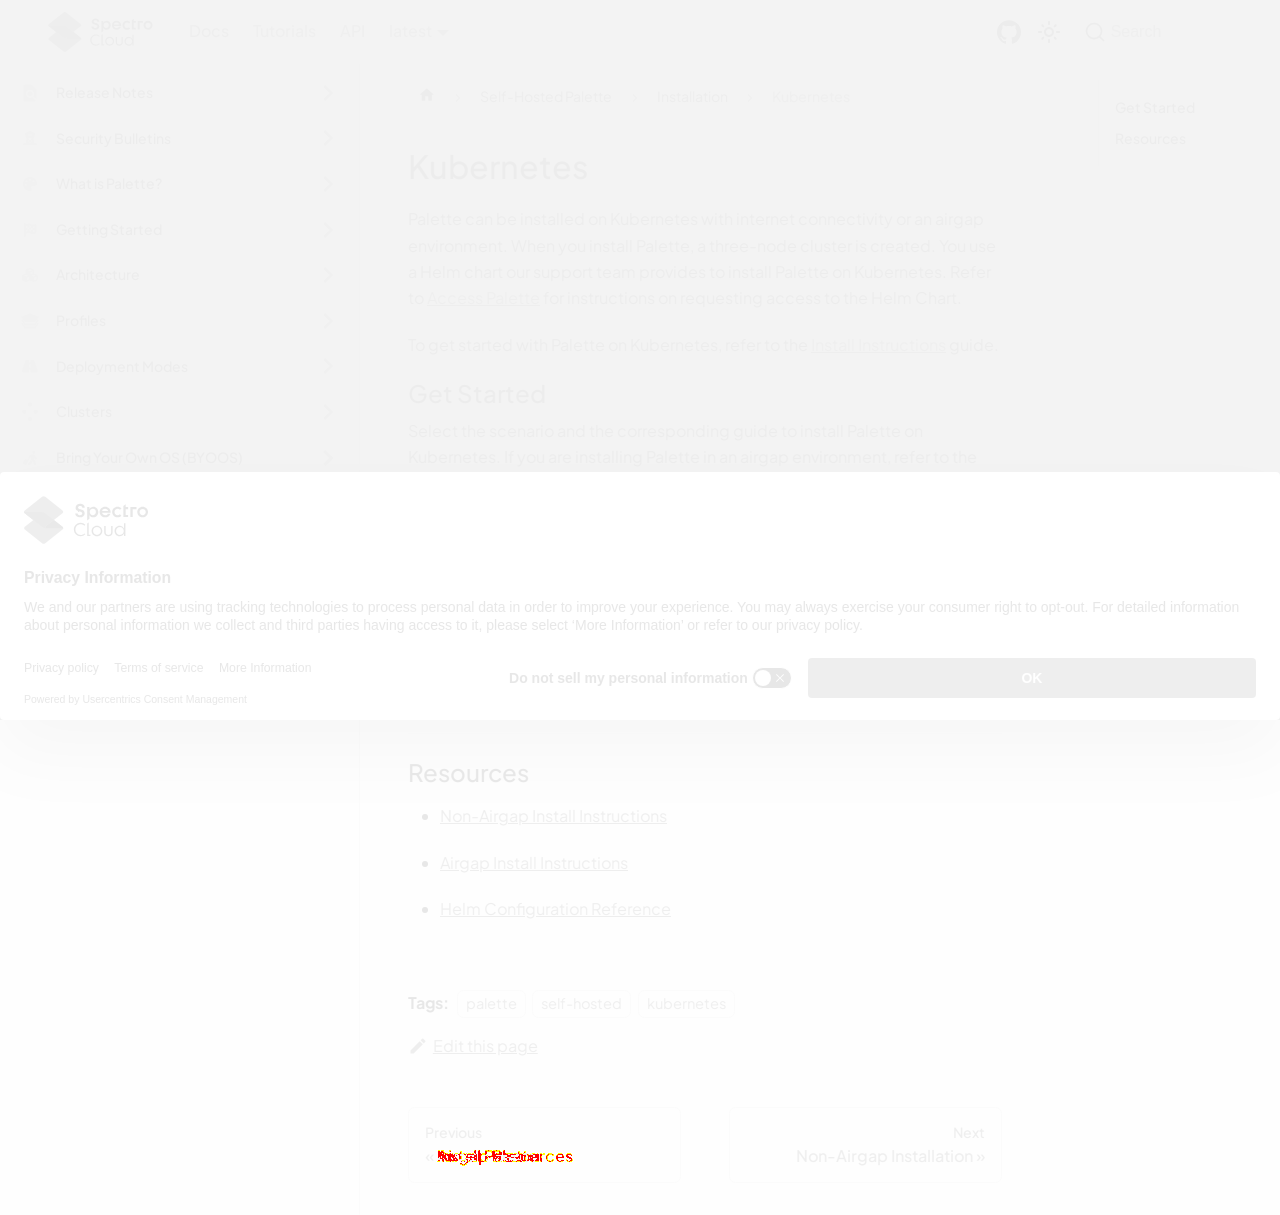 Spectro Cloud
Docs Tutorials API latest
Search
Release Notes
Security Bulletins
What is Palette?
Getting Started
Architecture
Profiles
Deployment Modes
Clusters
Bring Your Own OS (BYOOS)
Self-Hosted Palette
Installation
Kubernetes
Get Started
Resources
Kubernetes
Palette can be installed on Kubernetes with internet connectivity or an airgap
environment. When you install Palette, a three-node cluster is created. You use
a Helm chart our support team provides to install Palette on Kubernetes. Refer
to Access Palette for instructions on requesting access to the Helm Chart.
To get started with Palette on Kubernetes, refer to the Install Instructions guide.
Get Started
Select the scenario and the corresponding guide to install Palette on
Kubernetes. If you are installing Palette in an airgap environment, refer to the
Spectro
Cloud
Privacy Information
We and our partners are using tracking technologies to process personal data in order to improve your experience. You may always exercise your consumer right to opt-out. For detailed information
about personal information we collect and third parties having access to it, please select 'More Information' or refer to our privacy policy.
Privacy policy Terms of service More Information
Do not sell my personal information
OK
Powered by Usercentrics Consent Management
Resources
Non-Airgap Install Instructions
Airgap Install Instructions
Helm Configuration Reference
Tags: palette self-hosted kubernetes
Edit this page
Previous
Next
Non-Airgap Installation »